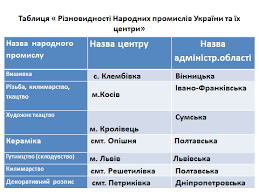 Таблиця « Різновидності Народних промислів України та їх
центри»
Назва народного промислу Назва центру Назва адміністр.області
Вишивка с. Клембівка Вінницька
Різьба, килимарство, ткацтво м.Косів Івано-Франківська
Художнє ткацтво м. Кролівець Сумська
Кераміка смт. Опішня Полтавська
Гутництво (склодувство) м. Львів Львівська
Килимарство смт. Решетилівка Полтавська
Декоративний розпис смт. Петриківка Дніпропетровська